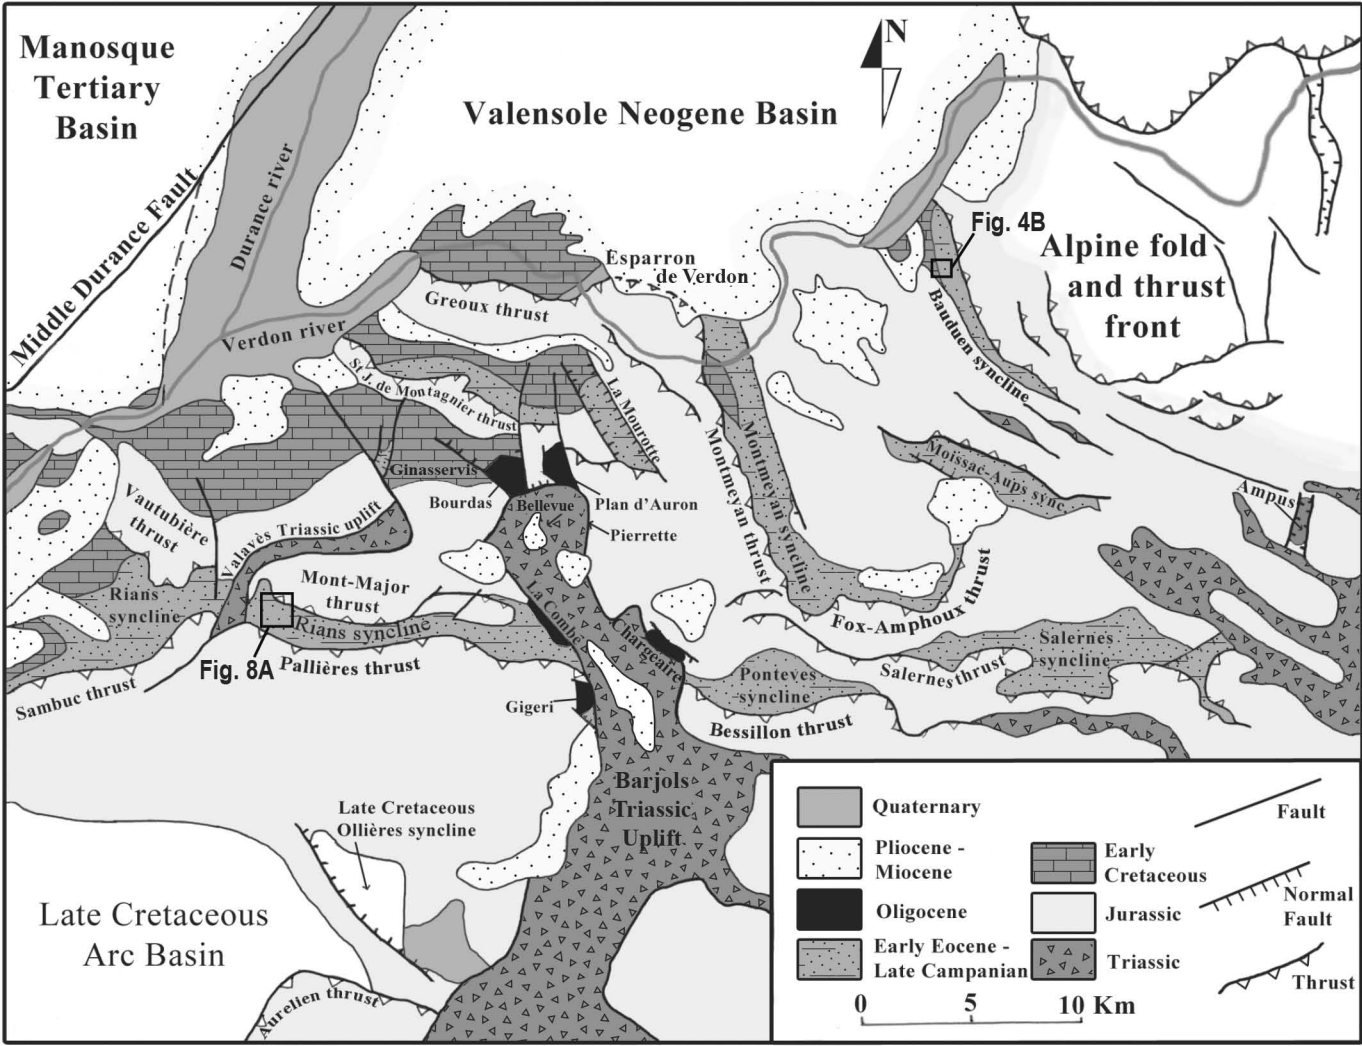 Manosque
Tertiary
Basin
Valensole Neogene Basin
N
Middle Durance Fault
Durance river
Verdon river
Fig. 4B
Alpine fold
and thrust
front
Esparron
de Verdon
Greoux thrust
Bauduen syncline
St J. de Montagnier thrust
La Mourotte
Montmeyan thrust
Montmeyan syncline
Moissac-Aups sync.
Ampus
Ginasservis
Bourdas
Bellevue
Plan d'Auron
Pierrette
Vautubière
thrust
Valavès Triassic uplift
Rians
syncline
Mont-Major
thrust
Rians syncline
Fig. 8A
Pallières thrust
Sambuc thrust
La Combe
Chargeaire
Gigeri
Fox-Amphoux thrust
Salernes
syncline
Salernes thrust
Ponteves
syncline
Bessillon thrust
Barjols
Triassic
Uplift
Late Cretaceous
Ollières syncline
Late Cretaceous
Arc Basin
Aurelien thrust
Quaternary
Pliocene -
Miocene
Oligocene
Early Eocene -
Late Campanian
Early
Cretaceous
Jurassic
Triassic
Fault
Normal
Fault
Thrust
0 5 10 Km